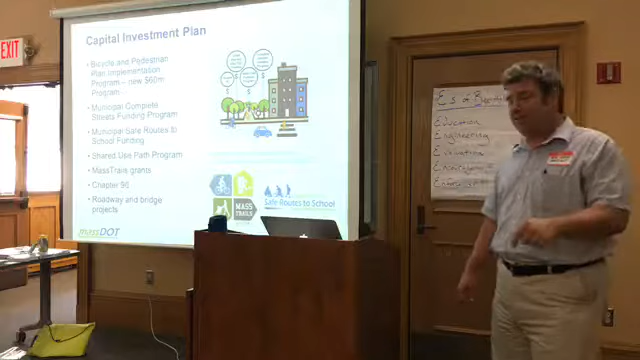 EXIT
Capital Investment Plan
• Bicycle and Pedestrian
Plan Implementation
Program – new $60m
Program
• Municipal Complete
Streets Funding Program
• Municipal Safe Routes to
School Funding
• Shared Use Path Program
• MassTrails grants
• Chapter 90
• Roadway and bridge
projects
MASS
TRAILS
Safe Routes to School
massDOT
Es of
Education
Engineering
Evaluation